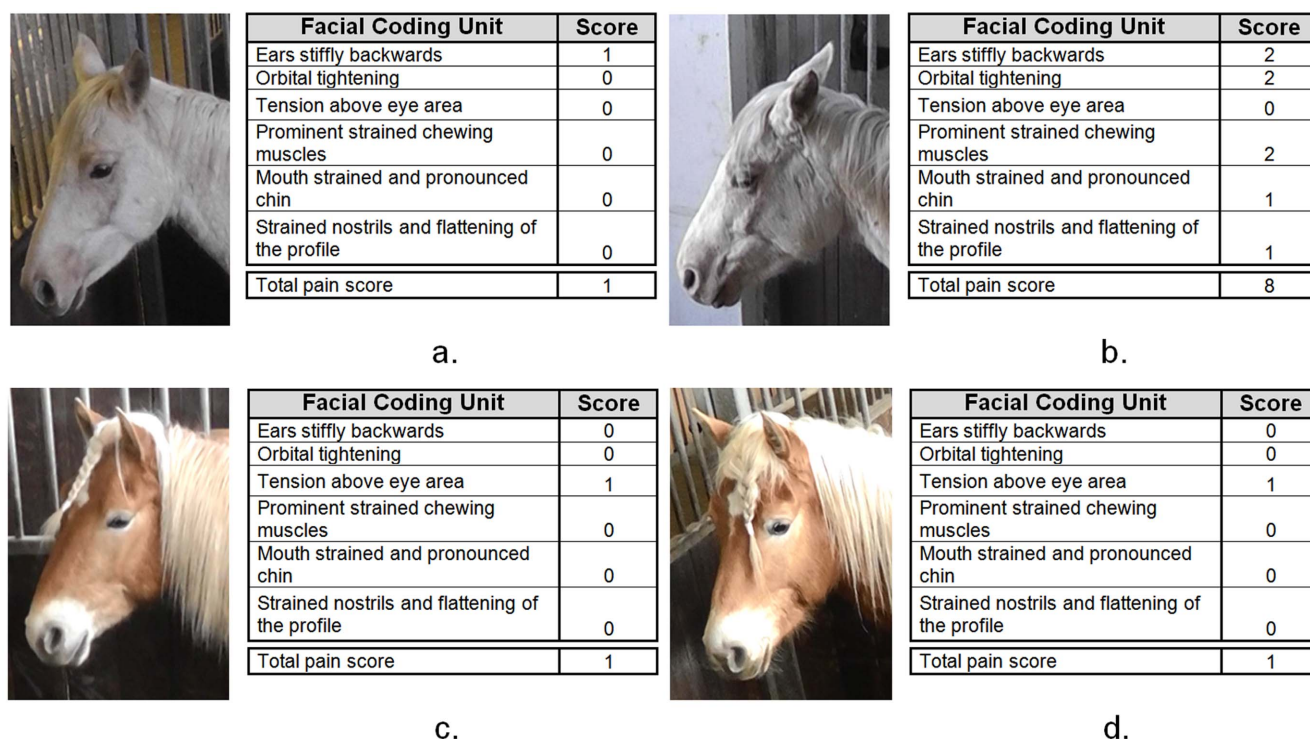 Facial Coding Unit Score
Ears stiffly backwards 1
Orbital tightening 0
Tension above eye area 0
Prominent strained chewing
muscles 0
Mouth strained and pronounced
chin 0
Strained nostrils and flattening of
the profile 0
Total pain score 1
a.
Facial Coding Unit Score
Ears stiffly backwards 2
Orbital tightening 2
Tension above eye area 0
Prominent strained chewing
muscles 2
Mouth strained and pronounced
chin 1
Strained nostrils and flattening of
the profile 1
Total pain score 8
b.
Facial Coding Unit Score
Ears stiffly backwards 0
Orbital tightening 0
Tension above eye area 1
Prominent strained chewing
muscles 0
Mouth strained and pronounced
chin 0
Strained nostrils and flattening of
the profile 0
Total pain score 1
c.
Facial Coding Unit Score
Ears stiffly backwards 0
Orbital tightening 0
Tension above eye area 1
Prominent strained chewing
muscles 0
Mouth strained and pronounced
chin 0
Strained nostrils and flattening of
the profile 0
Total pain score 1
d.